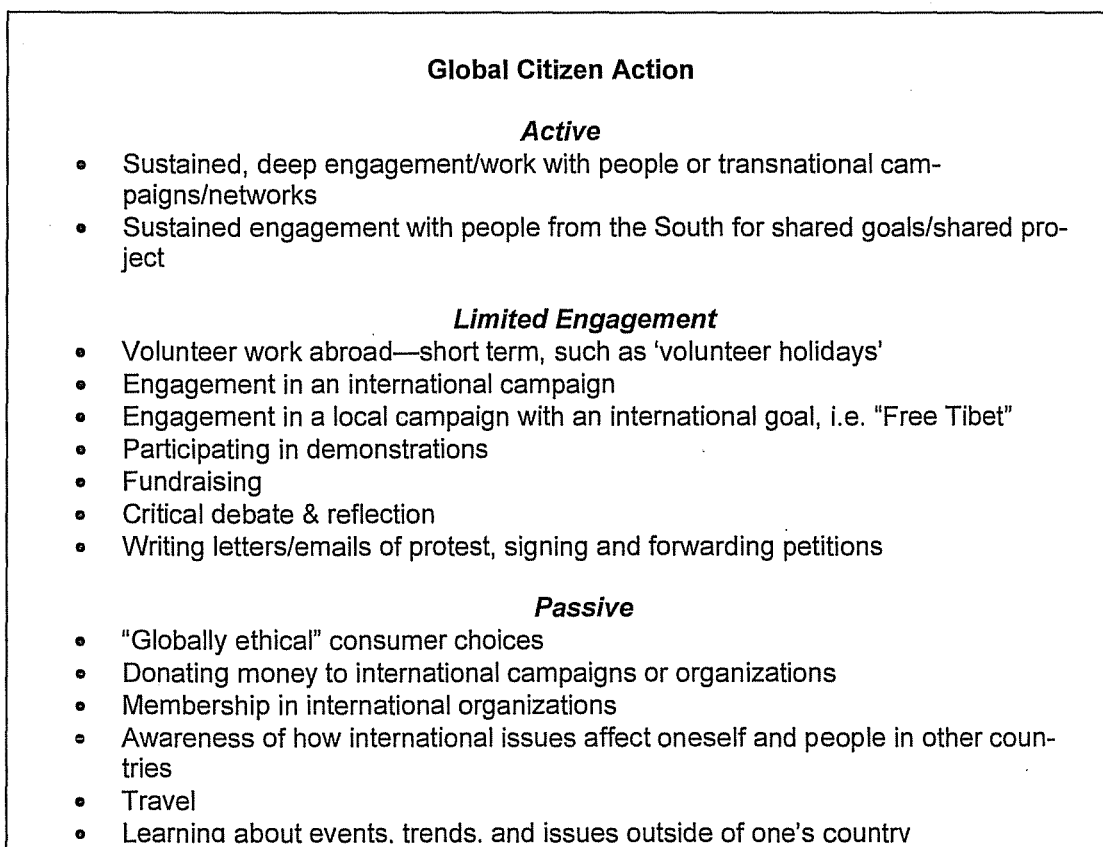 Global Citizen Action
Active
• Sustained, deep engagement/work with people or transnational cam-
paigns/networks
• Sustained engagement with people from the South for shared goals/shared pro-
ject
Limited Engagement
• Volunteer work abroad—short term, such as ‘volunteer holidays’
• Engagement in an international campaign
• Engagement in a local campaign with an international goal, i.e. "Free Tibet"
• Participating in demonstrations
• Fundraising
• Critical debate & reflection
• Writing letters/emails of protest, signing and forwarding petitions
Passive
• "Globally ethical" consumer choices
• Donating money to international campaigns or organizations
• Membership in international organizations
• Awareness of how international issues affect oneself and people in other coun-
tries
• Travel
• Learning about events, trends, and issues outside of one's country